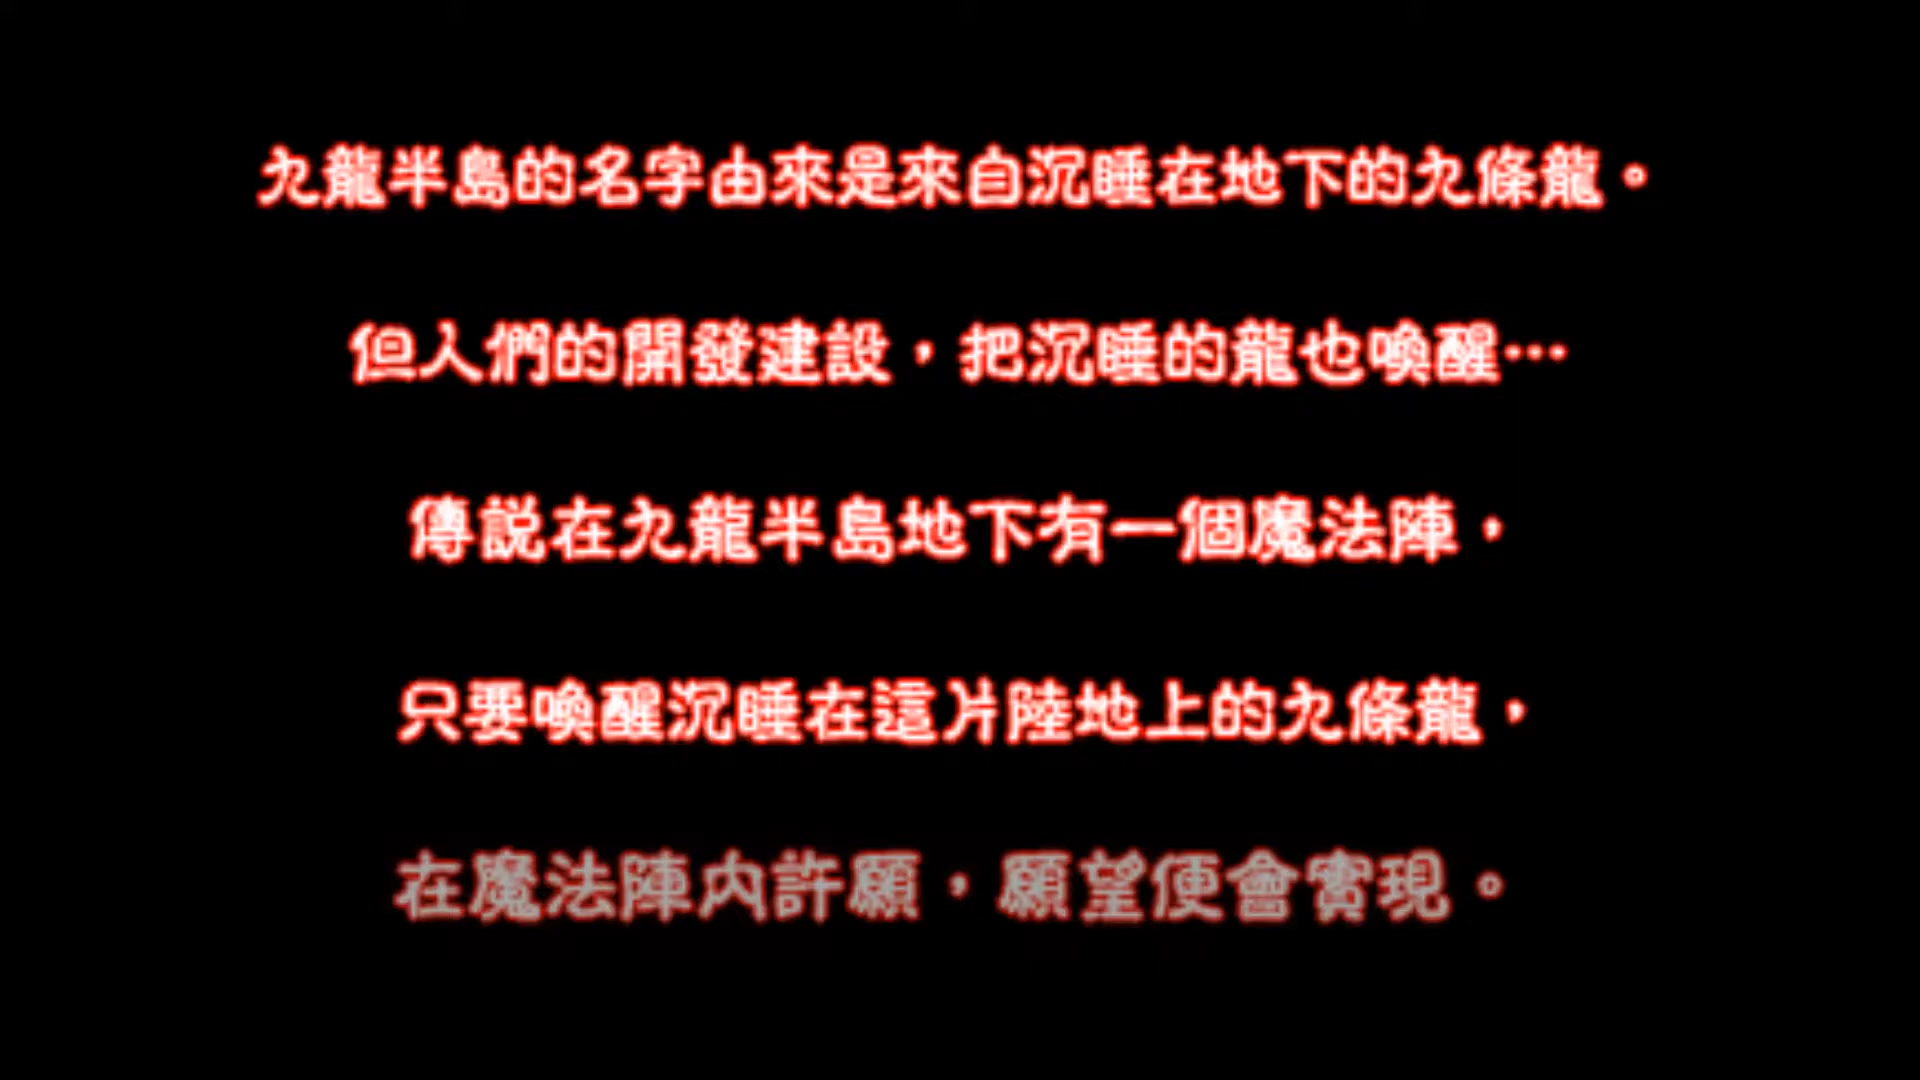 九龍半島的名字由來是來自沉睡在地下的九條龍。
但人們的開發建設，把沉睡的龍也喚醒…
傳説在九龍半島地下有一個魔法陣，
只要喚醒沉睡在這片陸地上的九條龍，
在魔法陣內許願，願望便會實現。